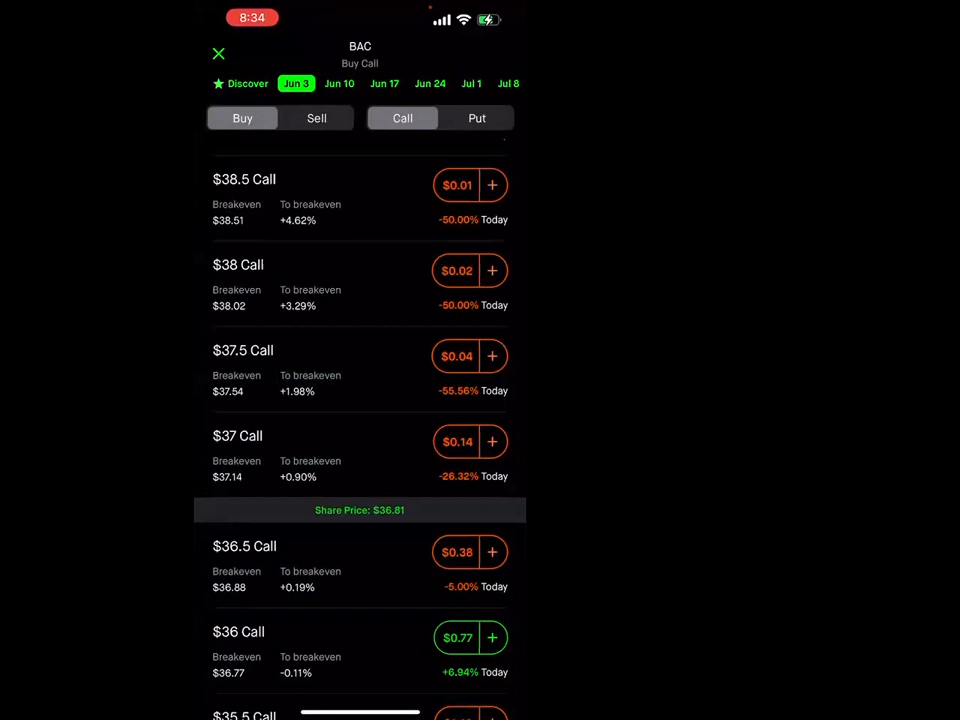 8:34
BAC
Buy Call
Discover Jun 3 Jun 10 Jun 17 Jun 24 Jul 1 Jul 8
Buy Sell Call Put
$38.5 Call $0.01 +
Breakeven To breakeven
$38.51 +4.62% -50.00% Today
$38 Call $0.02 +
Breakeven To breakeven
$38.02 +3.29% -50.00% Today
$37.5 Call $0.04 +
Breakeven To breakeven
$37.54 +1.98% -55.56% Today
$37 Call $0.14 +
Breakeven To breakeven
$37.14 +0.90% -26.32% Today
Share Price: $36.81
$36.5 Call $0.38 +
Breakeven To breakeven
$36.88 +0.19% -5.00% Today
$36 Call $0.77 +
Breakeven To breakeven
$36.77 -0.11% +6.94% Today
$35.5 Call